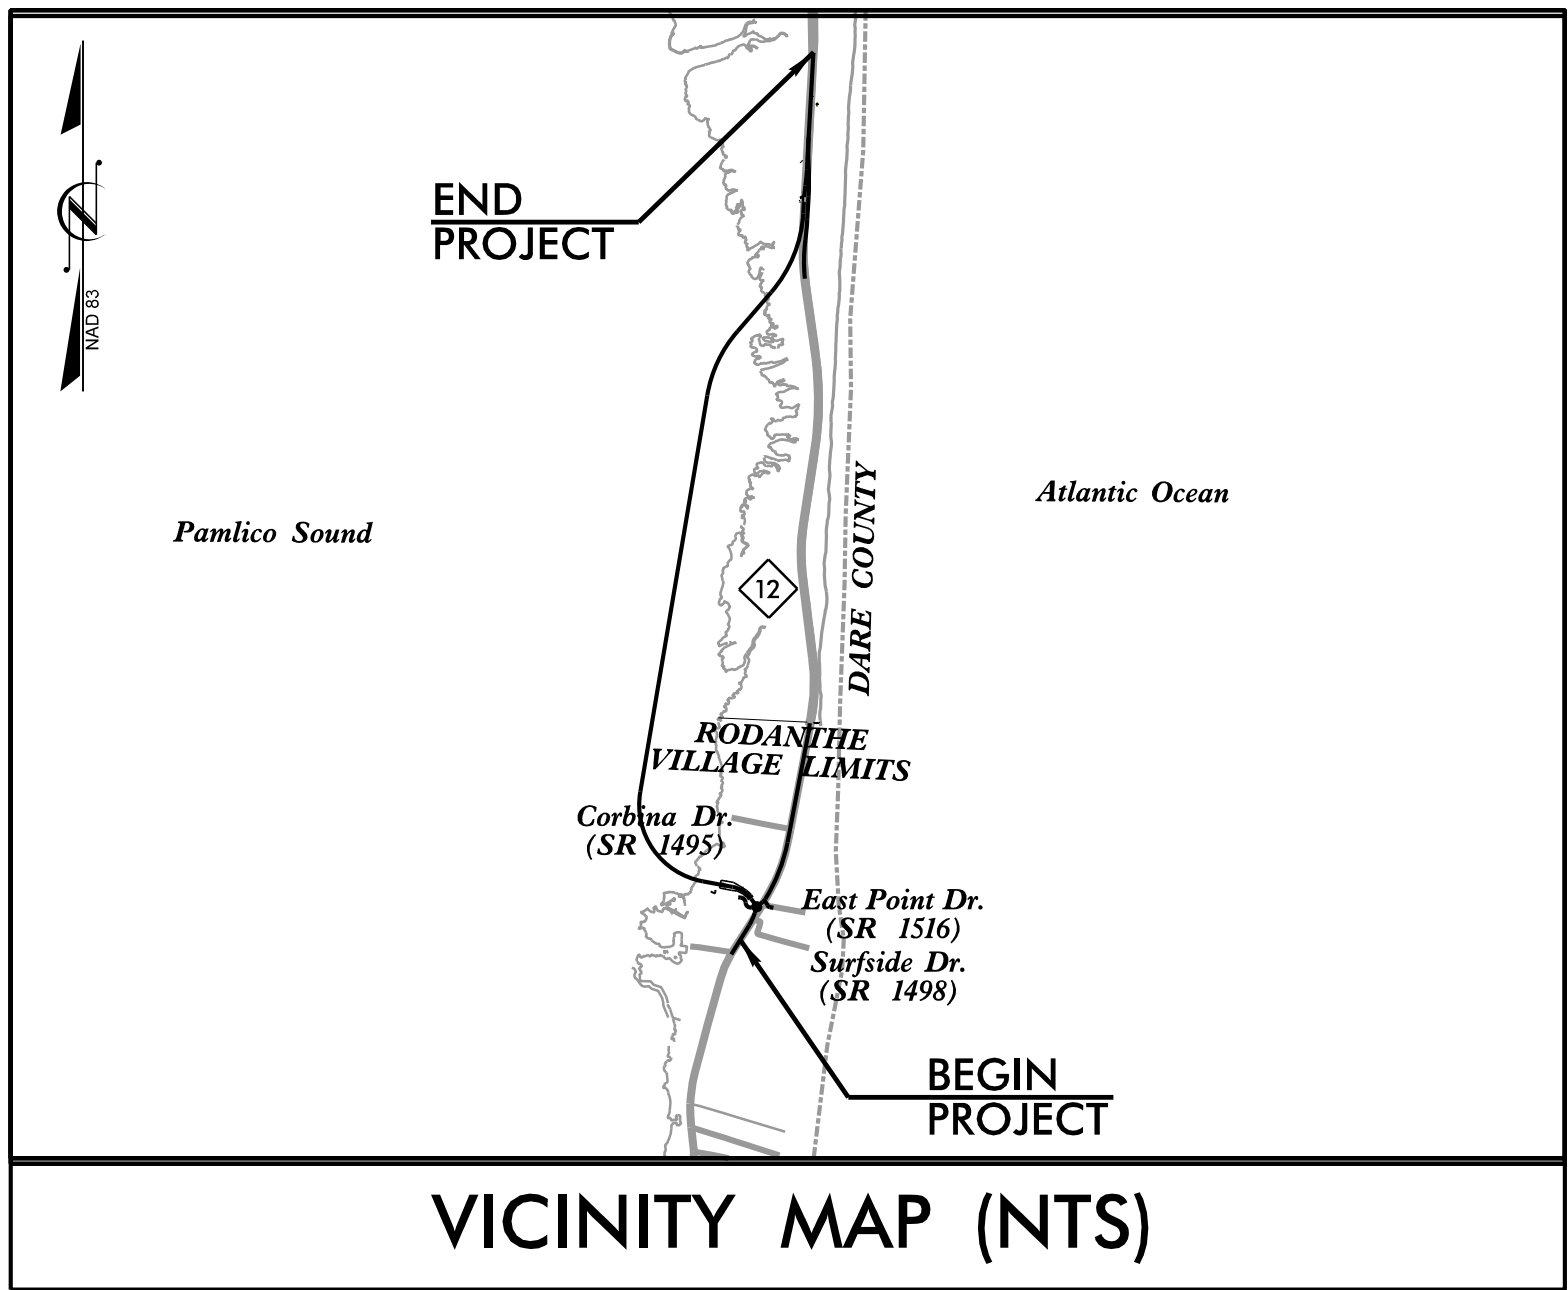 END
PROJECT
NAD 83
Atlantic Ocean
Pamlico Sound
DARE COUNTY
12
RODANTHE
VILLAGE LIMITS
Corbina Dr.
(SR 1495)
East Point Dr.
(SR 1516)
Surfside Dr.
(SR 1498)
BEGIN
PROJECT
VICINITY MAP (NTS)